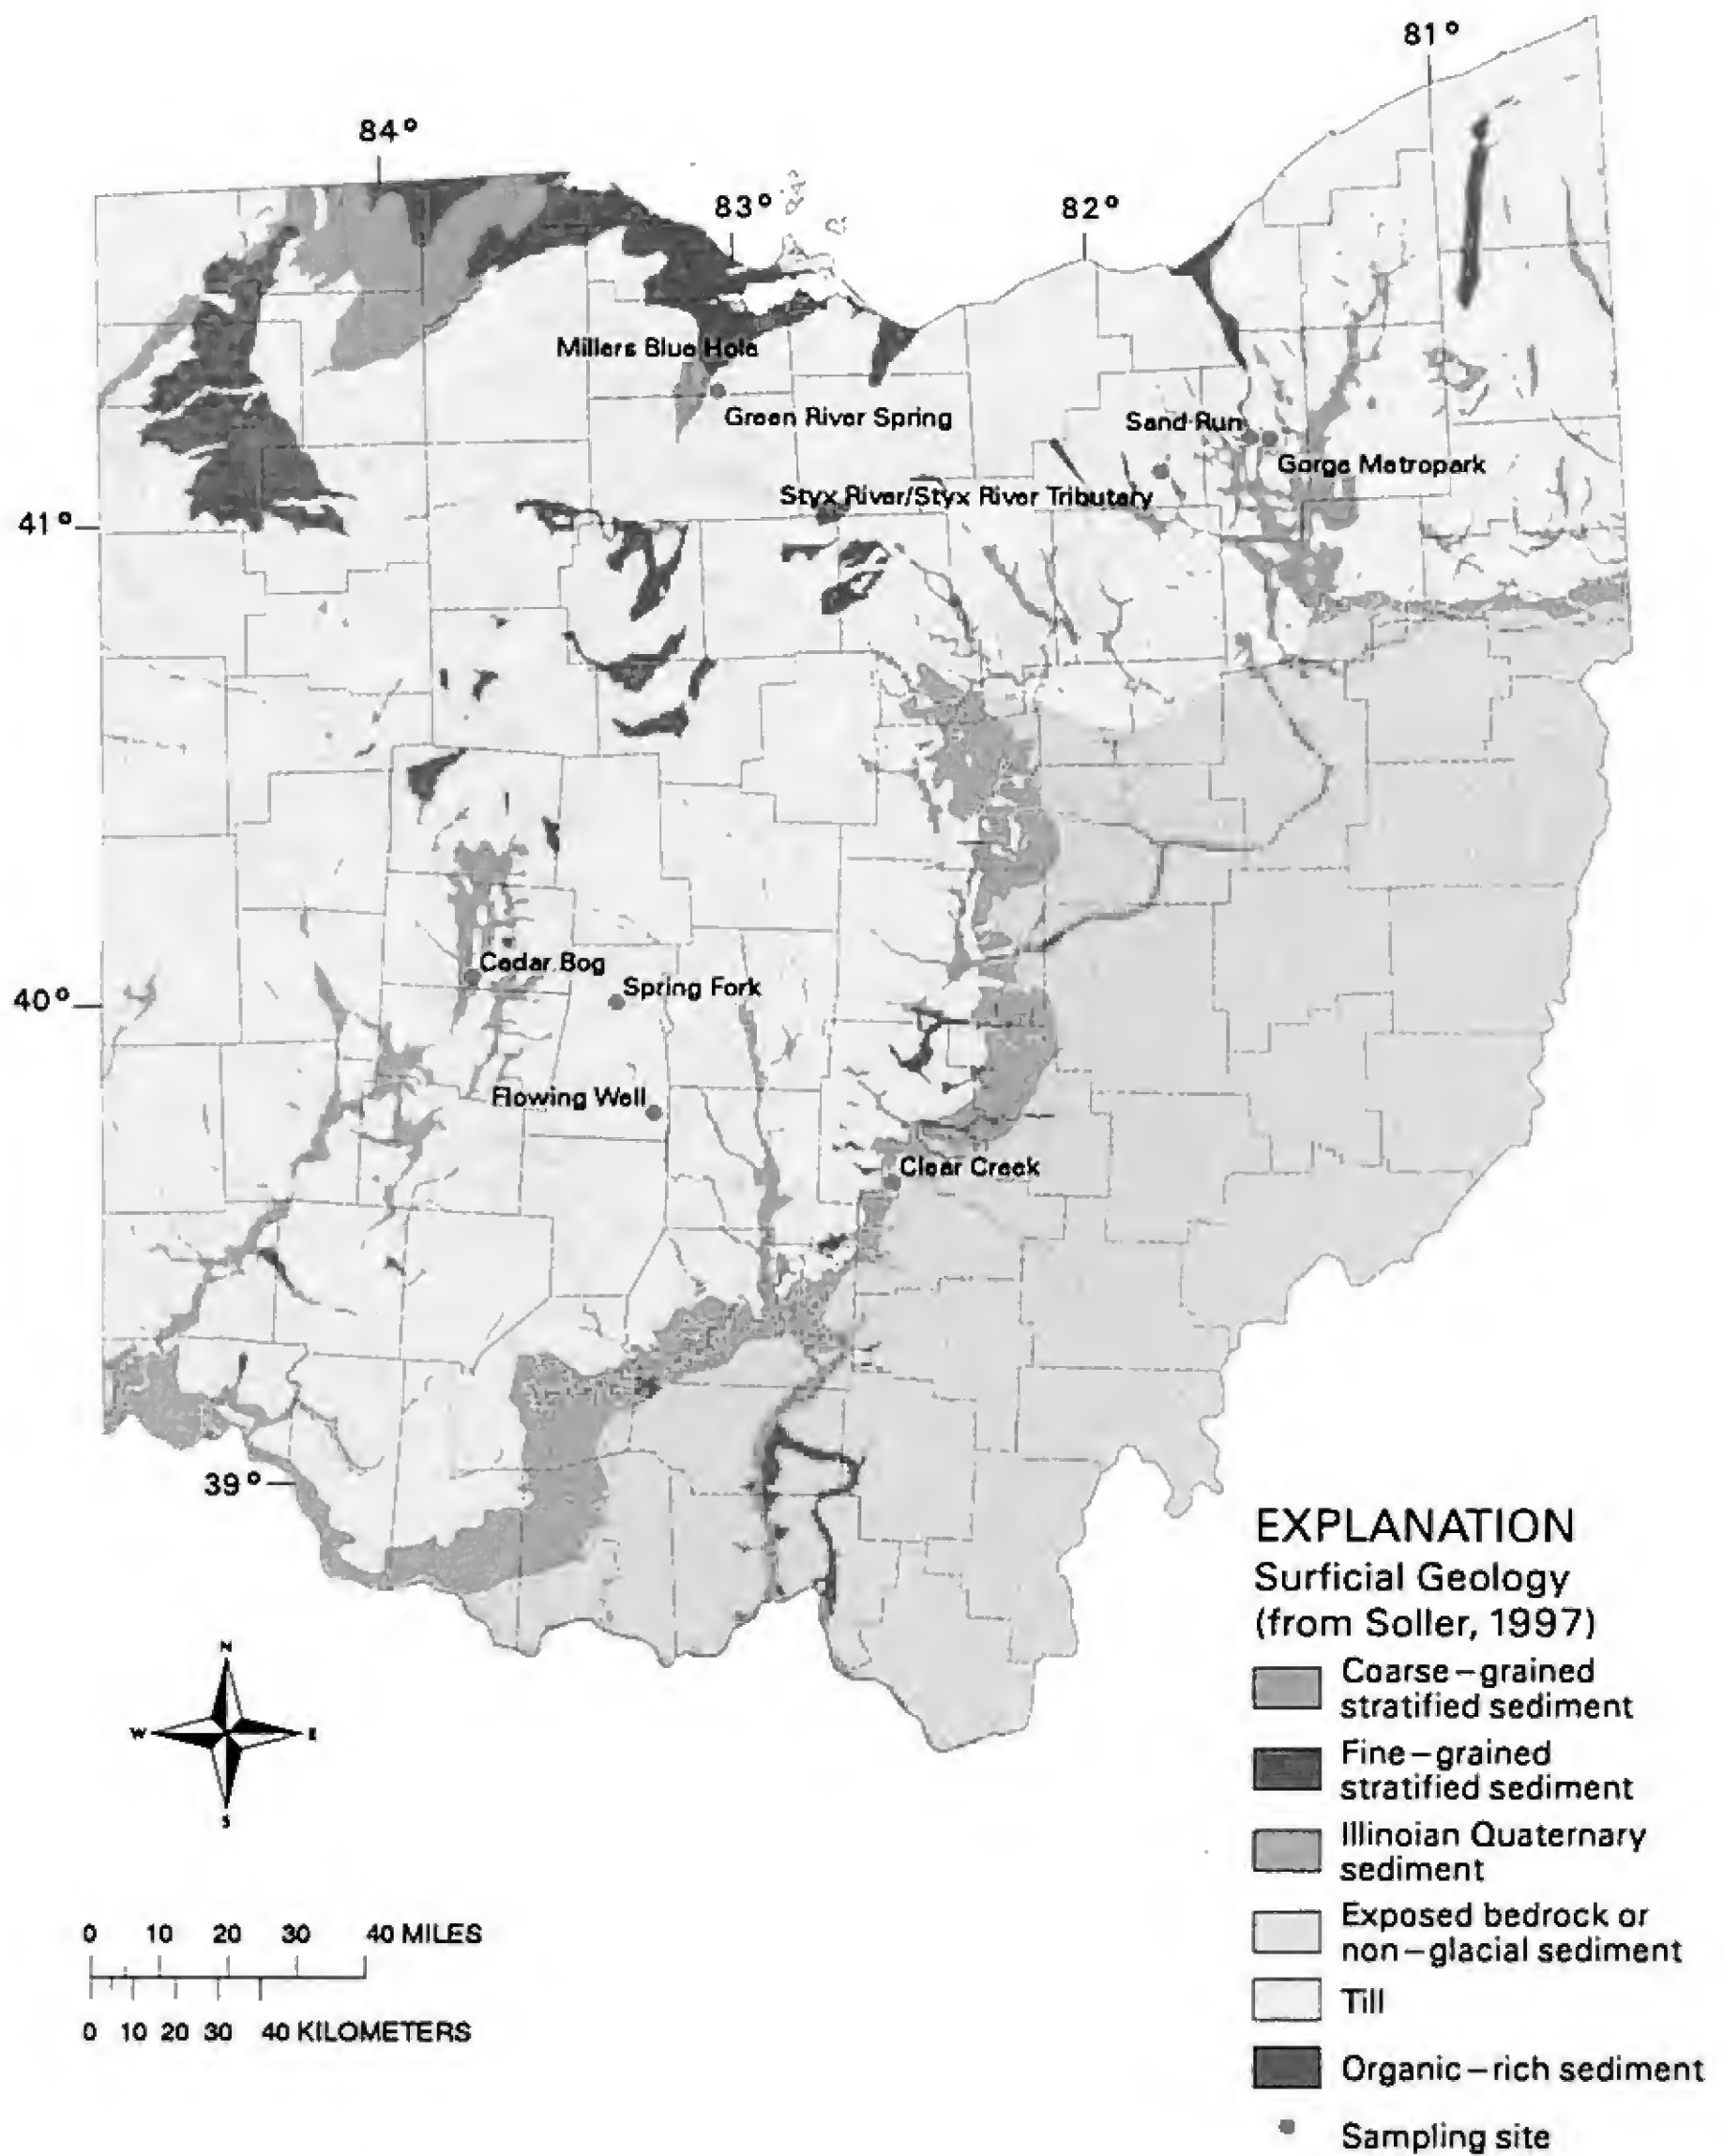 81°
84°
83°
82°
Millers Blue Hole
Green River Spring
Sand Run
Gorge Metropark
Styx River/Styx River Tributary
41°
Cedar Bog
Spring Fork
40°
Flowing Well
Clear Creek
39°
EXPLANATION
Surficial Geology
(from Soller, 1997)
Coarse–grained
stratified sediment
Fine–grained
stratified sediment
Illinoian Quaternary
sediment
Exposed bedrock or
non–glacial sediment
Till
Organic–rich sediment
Sampling site
N
W E
S
0 10 20 30 40 MILES
0 10 20 30 40 KILOMETERS